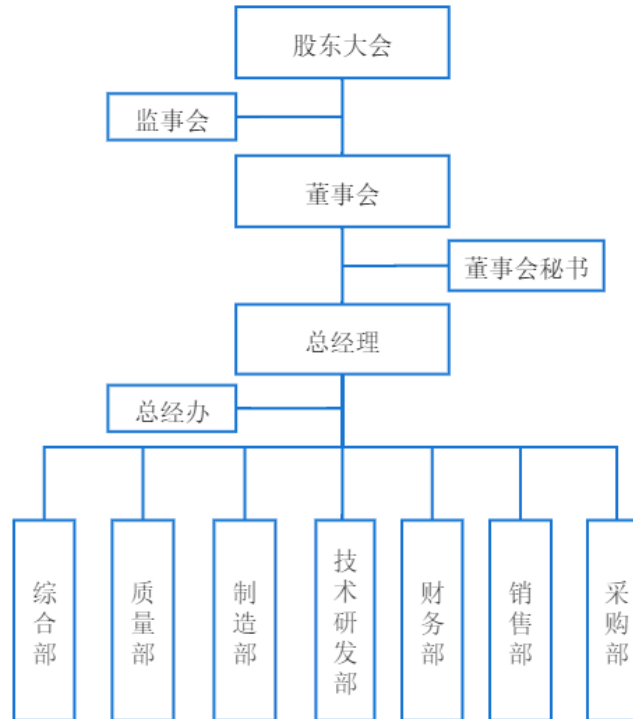 股东大会
监事会
董事会
董事会秘书
总经理
总经办
综合部
质量部
制造部
技术研发部
财务部
销售部
采购部